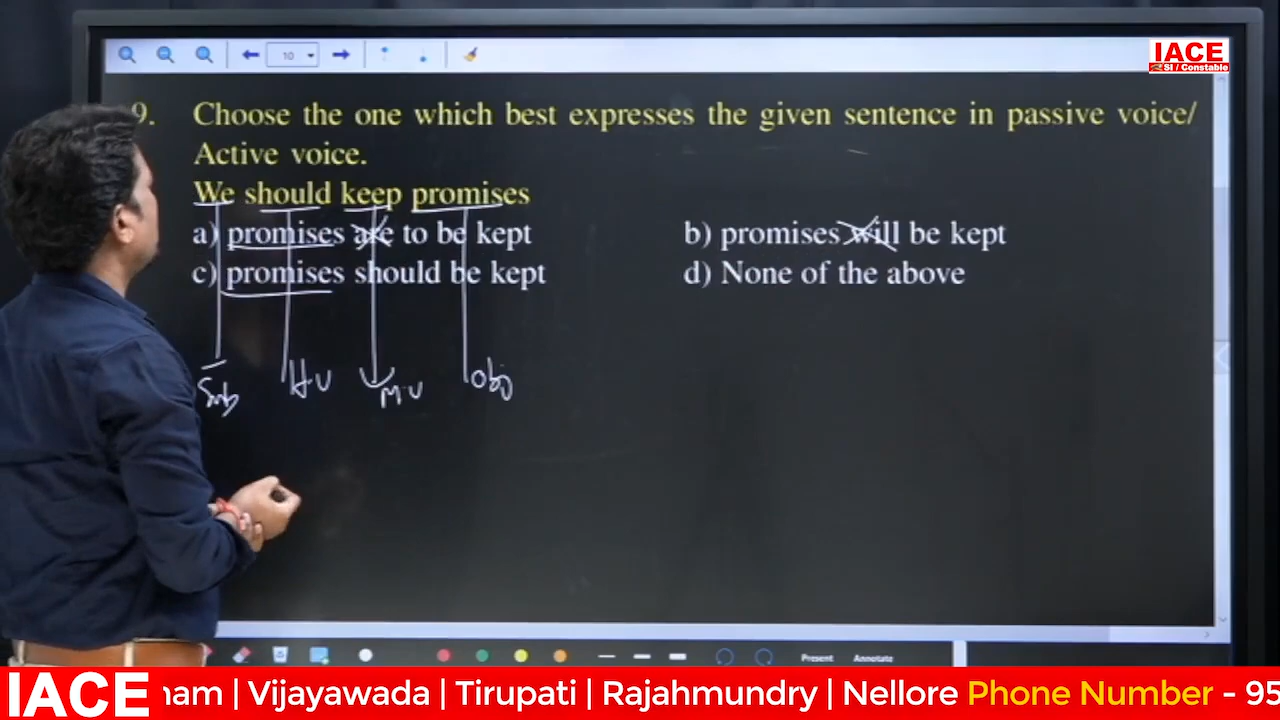 10
IACE
SI / Constable
9. Choose the one which best expresses the given sentence in passive voice/
Active voice.
We should keep promises
a) promises are to be kept
b) promises will be kept
c) promises should be kept
d) None of the above
Sub
H V
M V
Obj
Present
Annotate
IACE nam | Vijayawada | Tirupati | Rajahmundry | Nellore Phone Number - 95